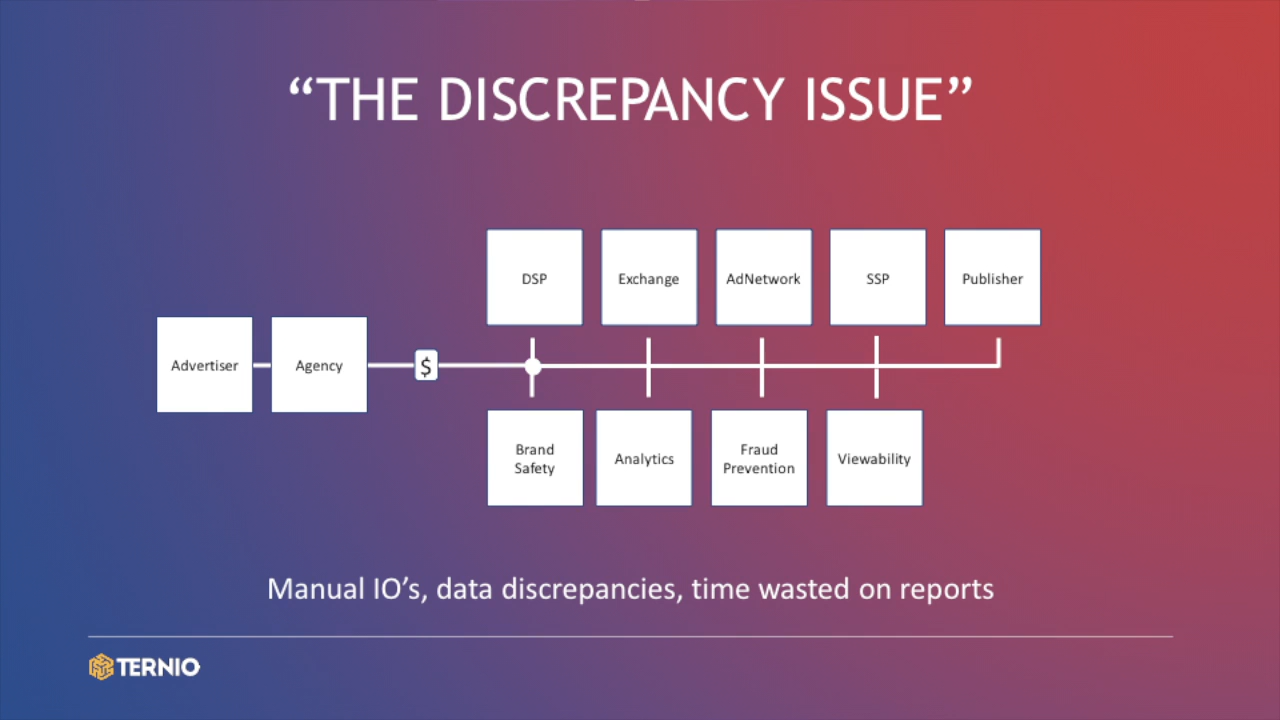 “THE DISCREPANCY ISSUE”
DSP
Exchange
AdNetwork
SSP
Publisher
Advertiser
Agency
$
Brand
Safety
Analytics
Fraud
Prevention
Viewability
Manual IO’s, data discrepancies, time wasted on reports
TERNIO